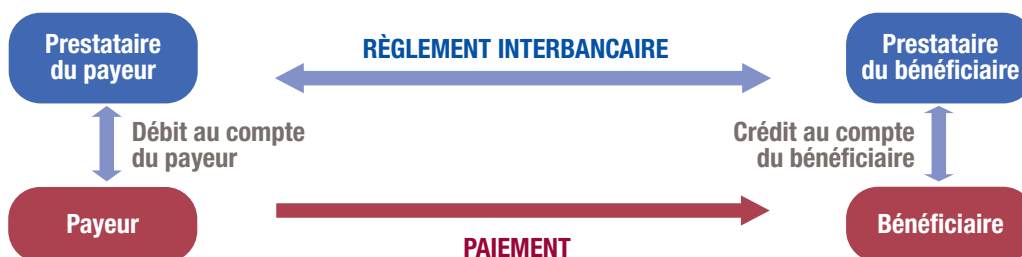 Prestataire
du payeur
RÈGLEMENT INTERBANCAIRE
Prestataire
du bénéficiaire
Débit au compte
du payeur
Crédit au compte
du bénéficiaire
Payeur
PAIEMENT
Bénéficiaire